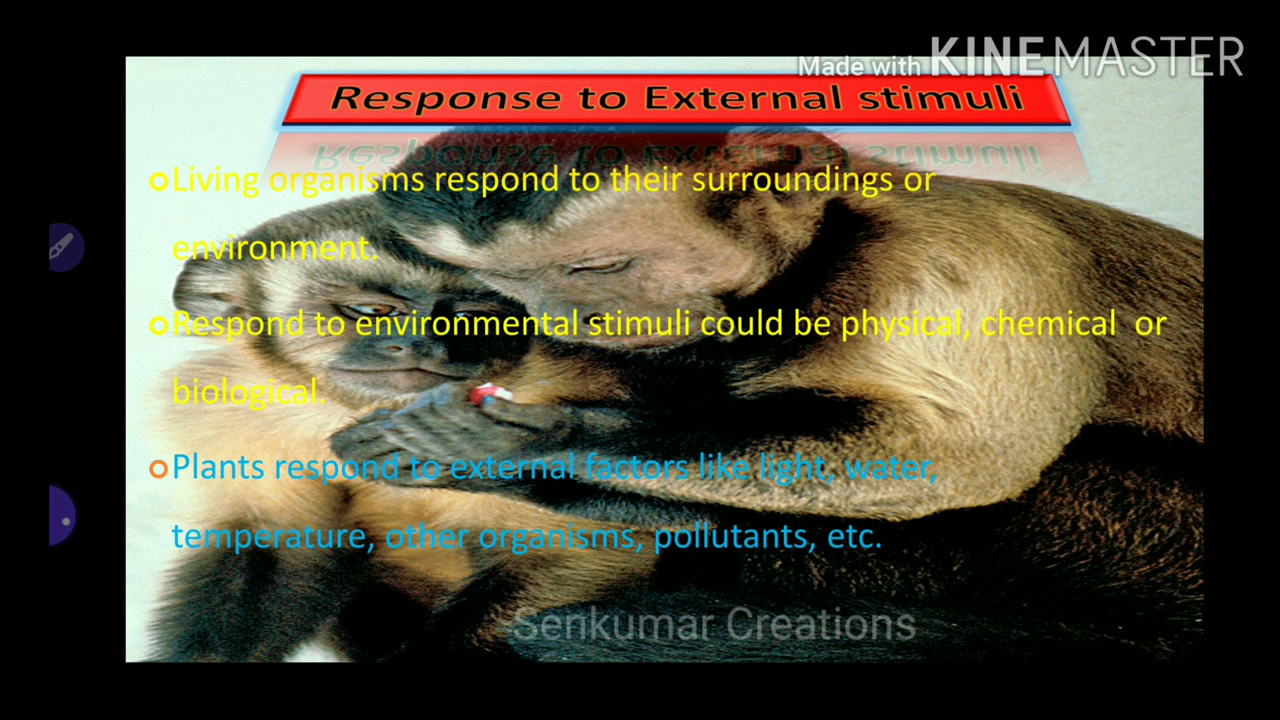 Made with KINEMASTER
Response to External stimuli
Living organisms respond to their surroundings or
environment.
Respond to environmental stimuli could be physical, chemical or
biological.
Plants respond to external factors like light, water,
temperature, other organisms, pollutants, etc.
Senkumar Creations